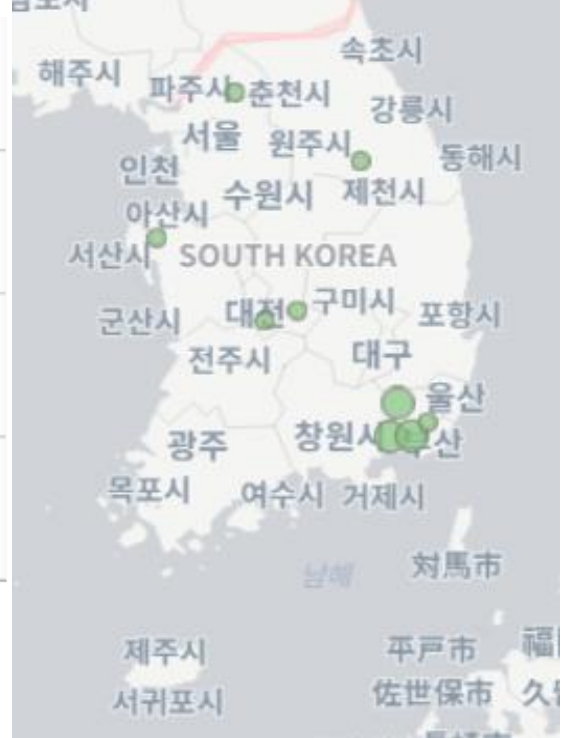 속초시
해주시
파주시 춘천시
강릉시
서울 원주시
동해시
인천
수원시 제천시
아산시
서산시 SOUTH KOREA
구미시
군산시 대전 포항시
전주시 대구
울산
창원시
광주
목포시 여수시 거제시
남해
対馬市
제주시 平戸市
서귀포시 佐世保市